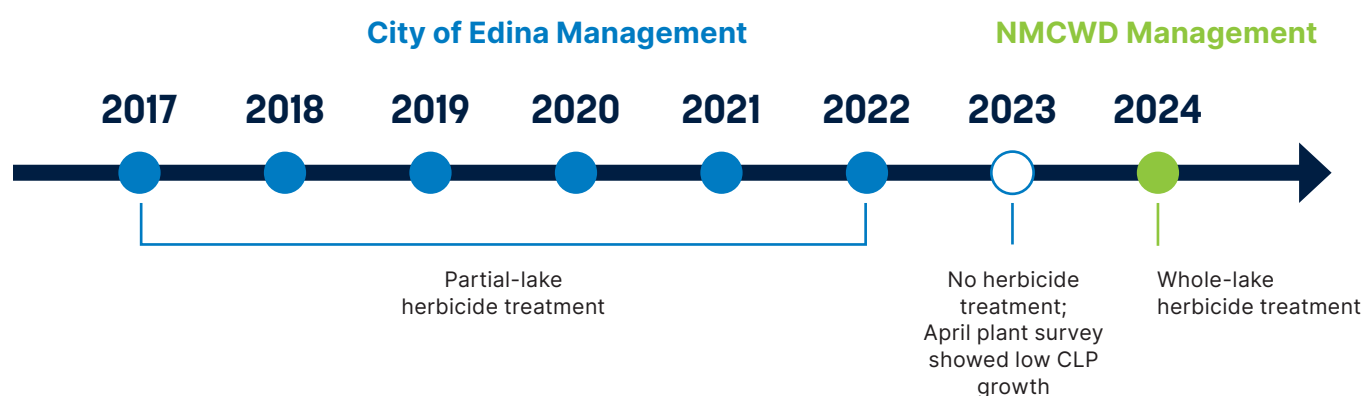 City of Edina Management
NMCWD Management
2017 2018 2019 2020 2021 2022 2023 2024
Partial-lake
herbicide treatment
No herbicide
treatment;
April plant survey
showed low CLP
growth
Whole-lake
herbicide treatment